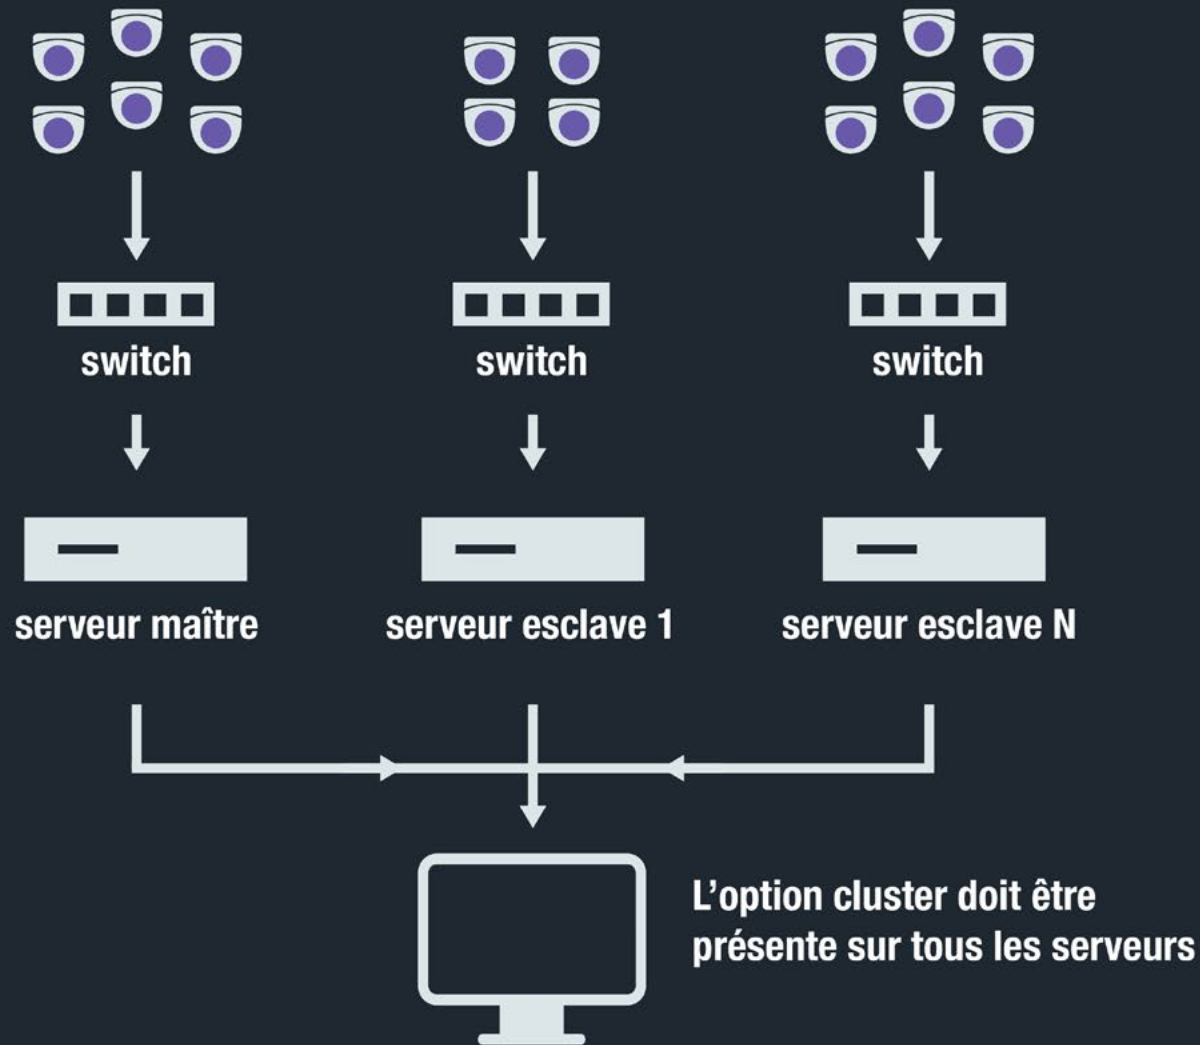 switch
switch
switch
serveur maître
serveur esclave 1
serveur esclave N
L'option cluster doit être
présente sur tous les serveurs